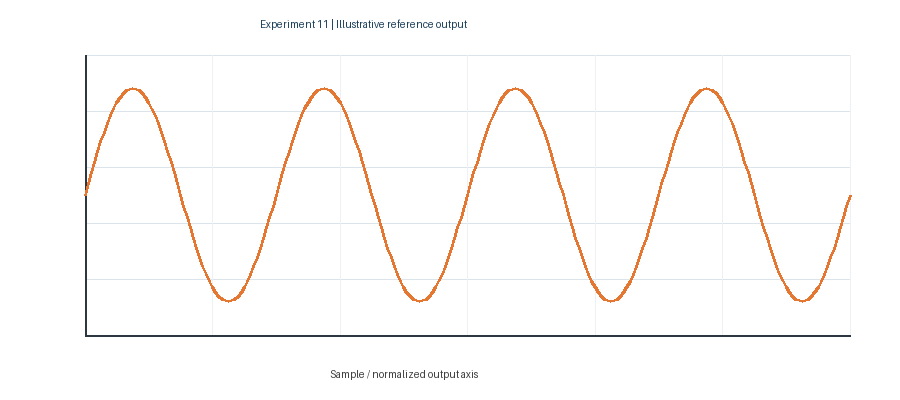 Experiment 11 | Illustrative reference output
Sample / normalized output axis